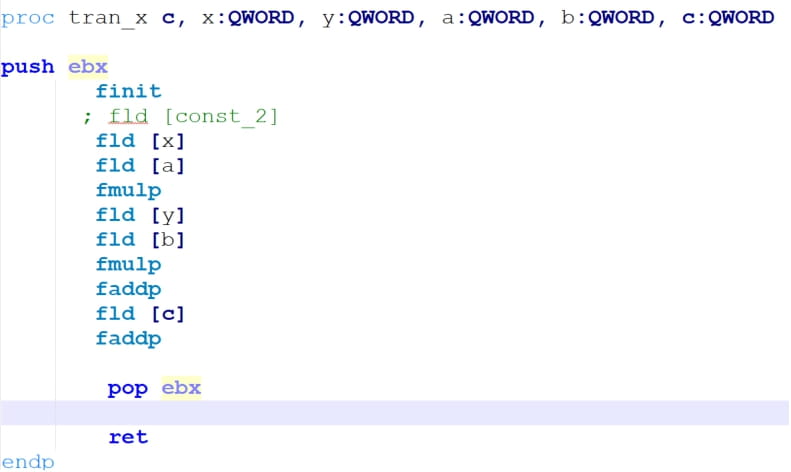 proc tran_x c, x:QWORD, y:QWORD, a:QWORD, b:QWORD, c:QWORD
push ebx
finit
; fld [const_2]
fld [x]
fld [a]
fmulp
fld [y]
fld [b]
fmulp
faddp
fld [c]
faddp
pop ebx
ret
endp